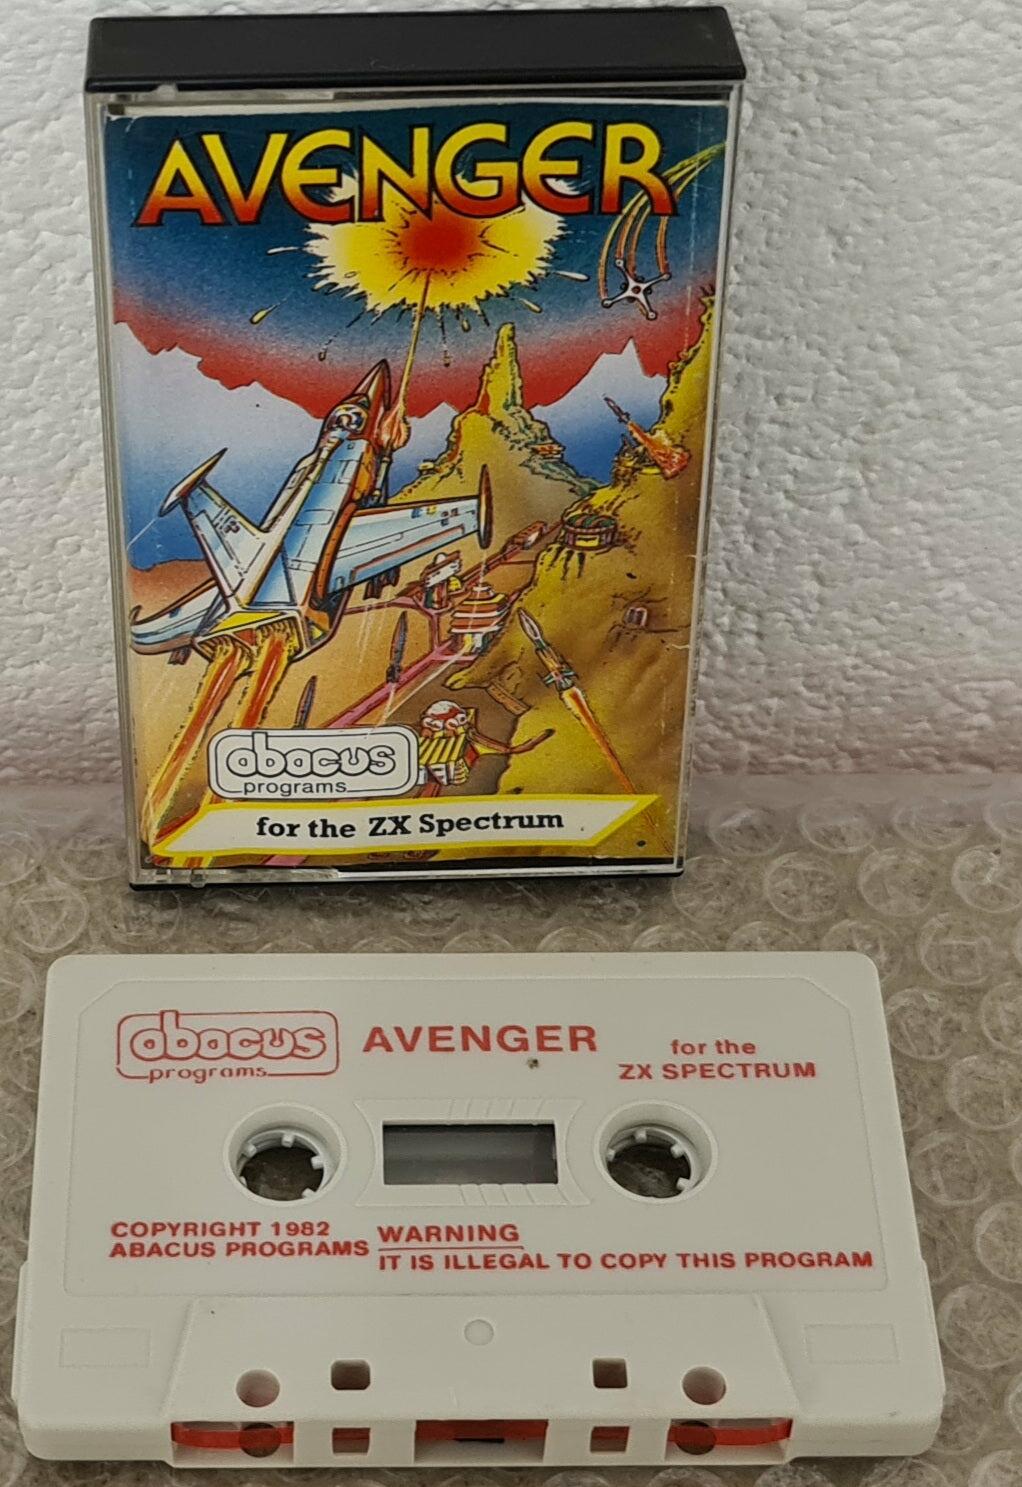 AVENGER
abacus
programs
for the ZX Spectrum
abacus
programs
AVENGER
for the
ZX SPECTRUM
COPYRIGHT 1982
ABACUS PROGRAMS
WARNING
IT IS ILLEGAL TO COPY THIS PROGRAM